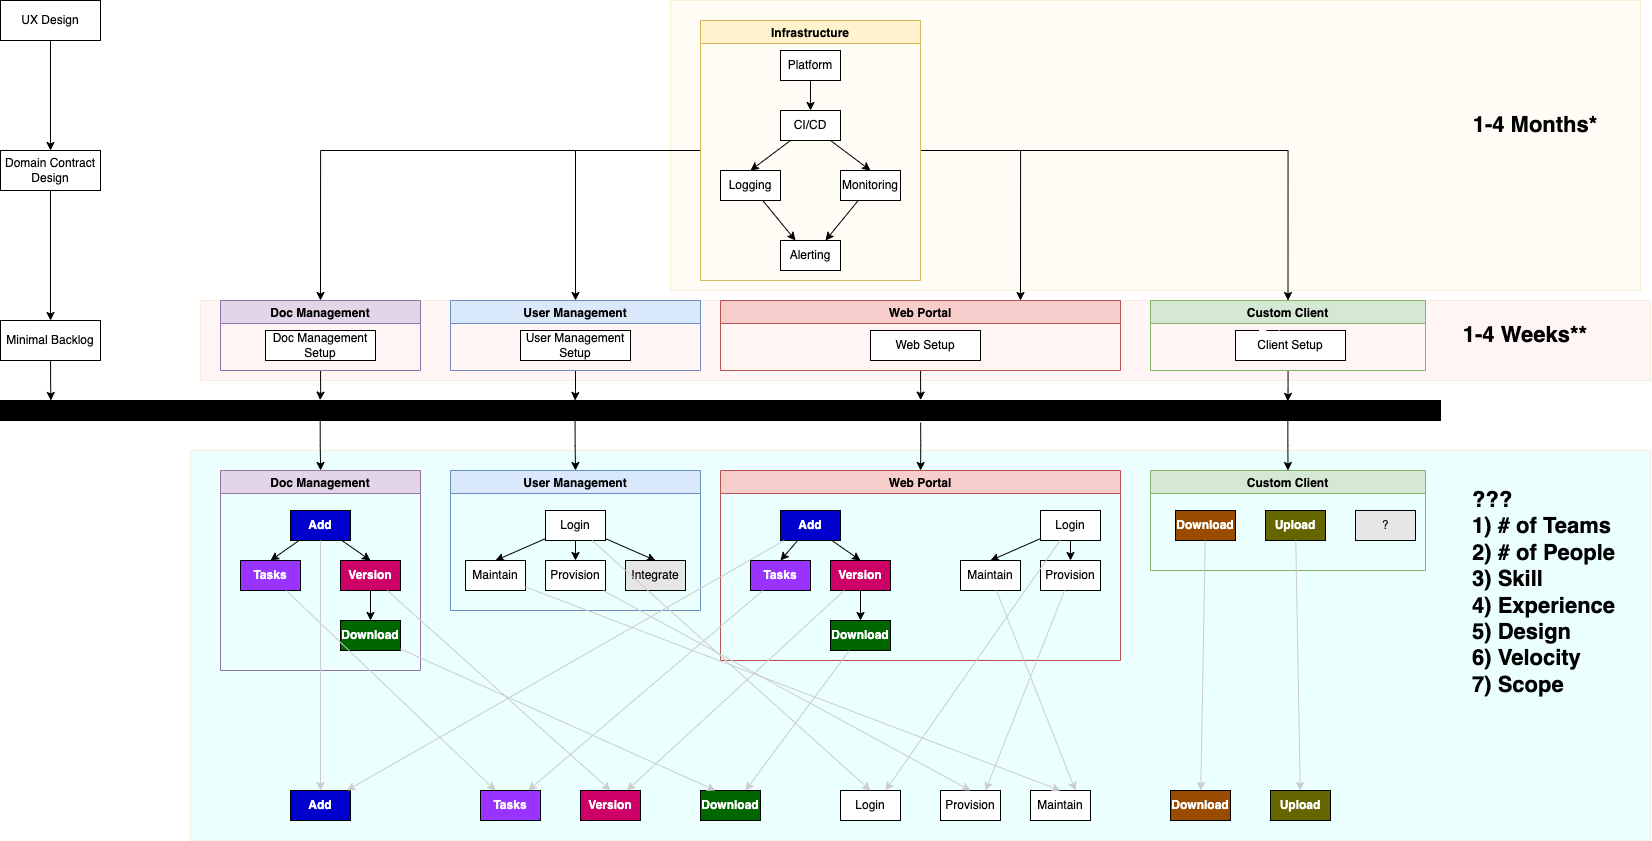 UX Design
Infrastructure
Platform
CI/CD
1-4 Months*
Domain Contract
Design
Logging
Monitoring
Alerting
Doc Management
User Management
Web Portal
Custom Client
Minimal Backlog
Doc Management
Setup
User Management
Setup
Web Setup
Client Setup
1-4 Weeks**
Doc Management
User Management
Web Portal
Custom Client
Add
Tasks
Version
Download
Login
Maintain
Provision
Integrate
Add
Tasks
Version
Download
Login
Maintain
Provision
Download
Upload
?
???
1) # of Teams
2) # of People
3) Skill
4) Experience
5) Design
6) Velocity
7) Scope
Add
Tasks
Version
Download
Login
Provision
Maintain
Download
Upload